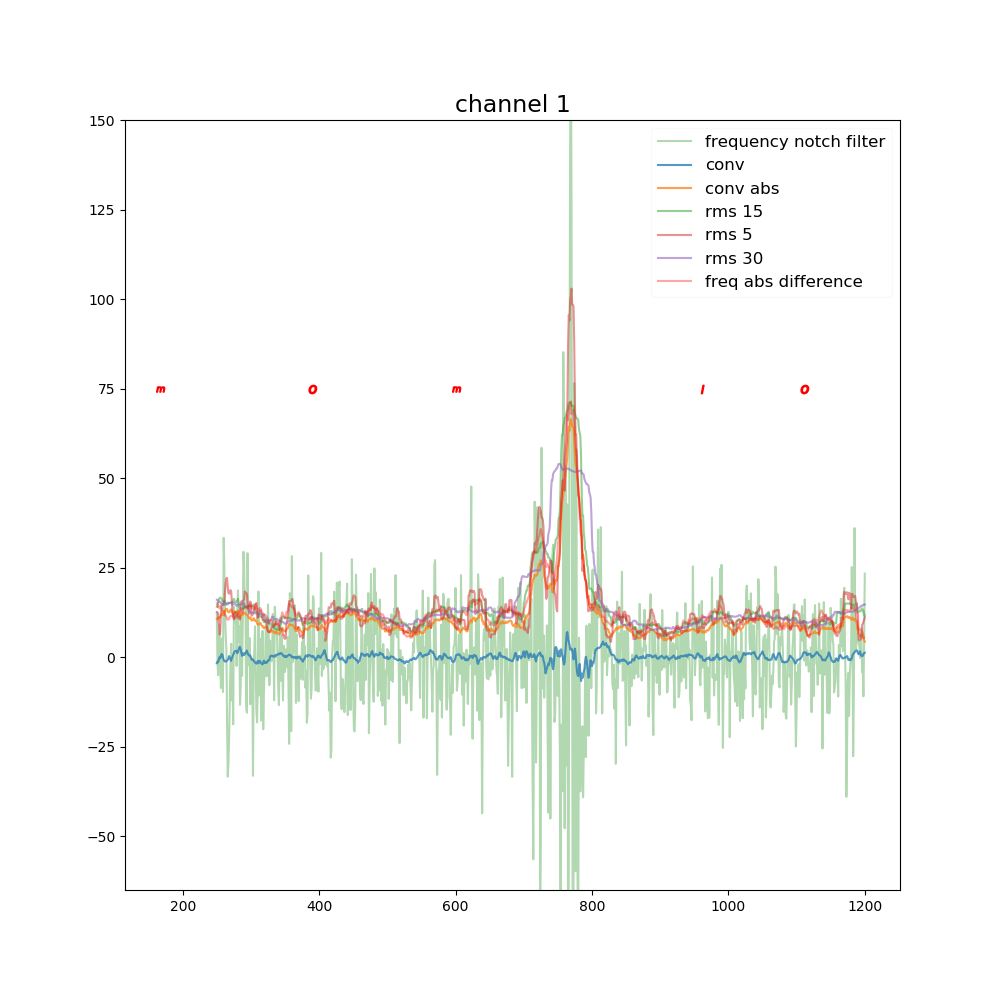 channel 1
150
125
100
75
50
25
0
−25
−50
frequency notch filter
conv
conv abs
rms 15
rms 5
rms 30
freq abs difference
m o m l o
200 400 600 800 1000 1200